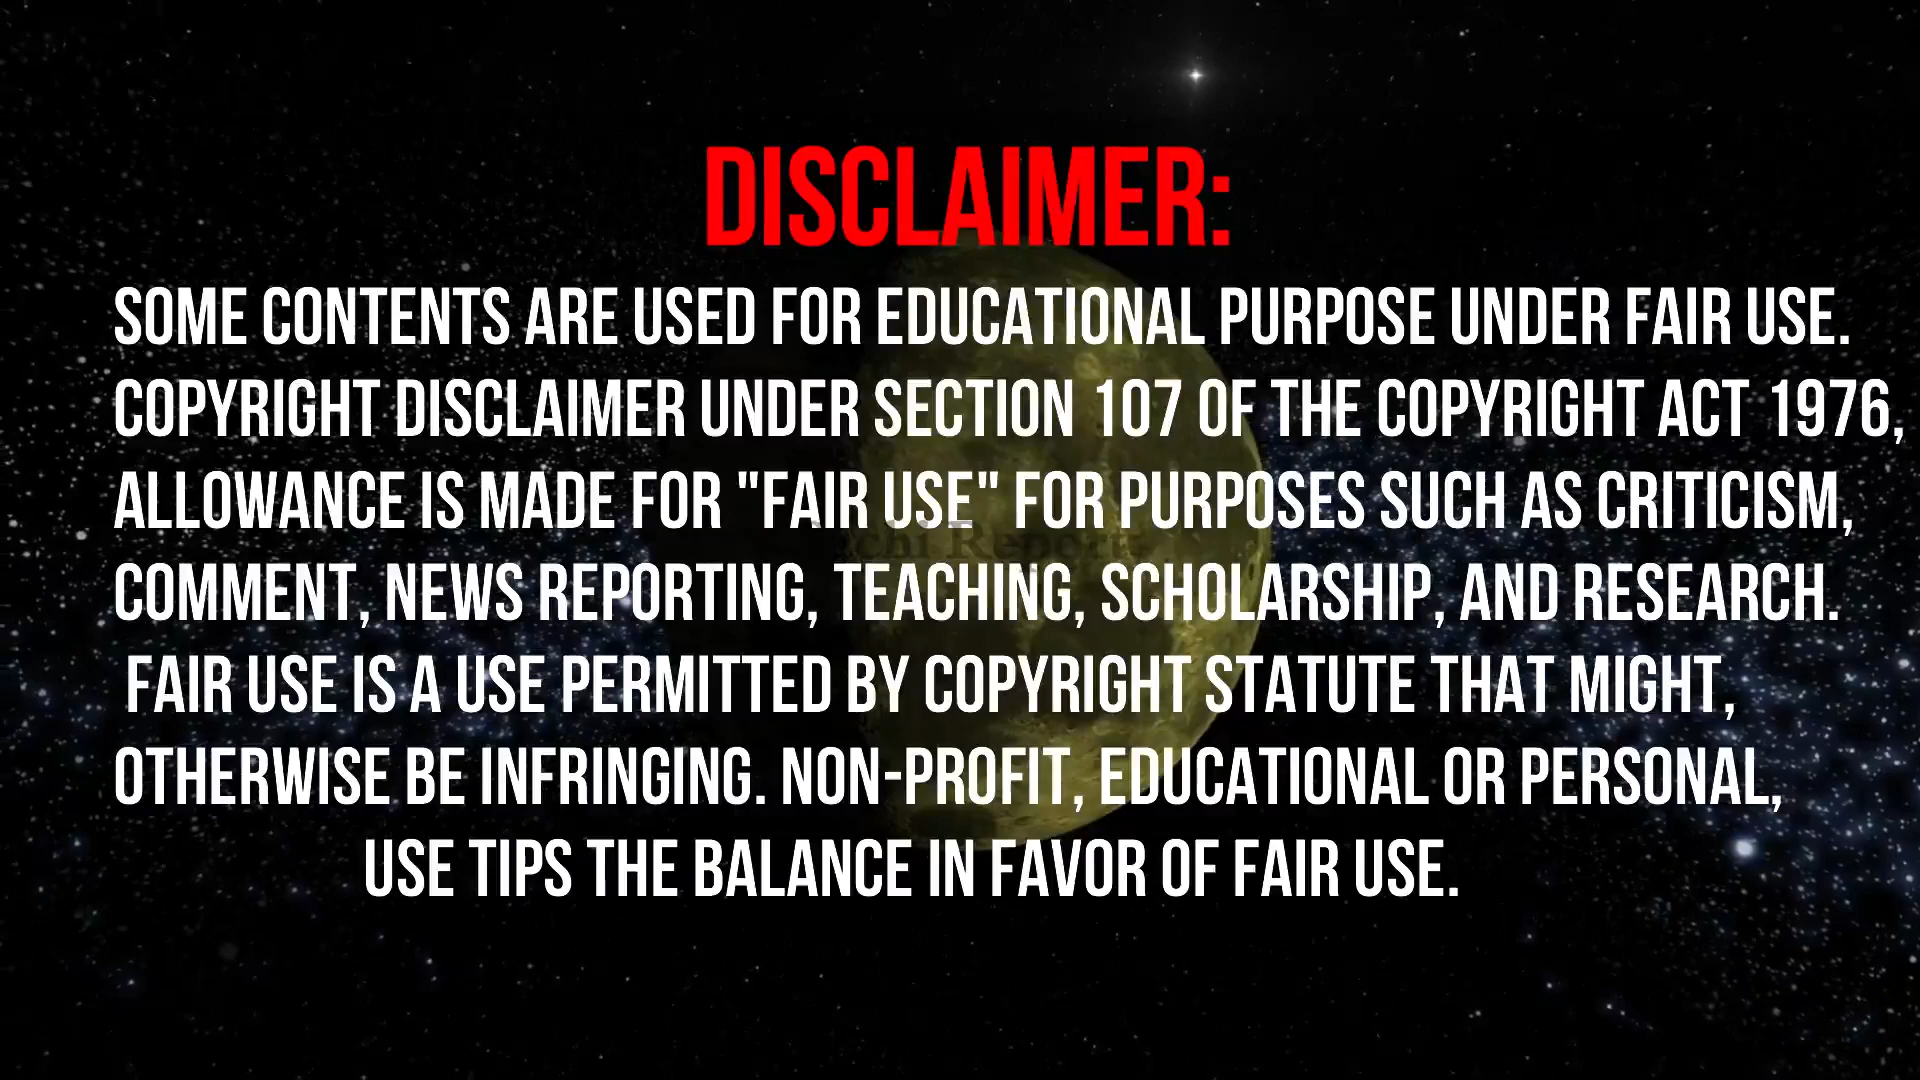 DISCLAIMER:
SOME CONTENTS ARE USED FOR EDUCATIONAL PURPOSE UNDER FAIR USE.
COPYRIGHT DISCLAIMER UNDER SECTION 107 OF THE COPYRIGHT ACT 1976,
ALLOWANCE IS MADE FOR "FAIR USE" FOR PURPOSES SUCH AS CRITICISM,
COMMENT, NEWS REPORTING, TEACHING, SCHOLARSHIP, AND RESEARCH.
FAIR USE IS A USE PERMITTED BY COPYRIGHT STATUTE THAT MIGHT,
OTHERWISE BE INFRINGING. NON-PROFIT, EDUCATIONAL OR PERSONAL,
USE TIPS THE BALANCE IN FAVOR OF FAIR USE.